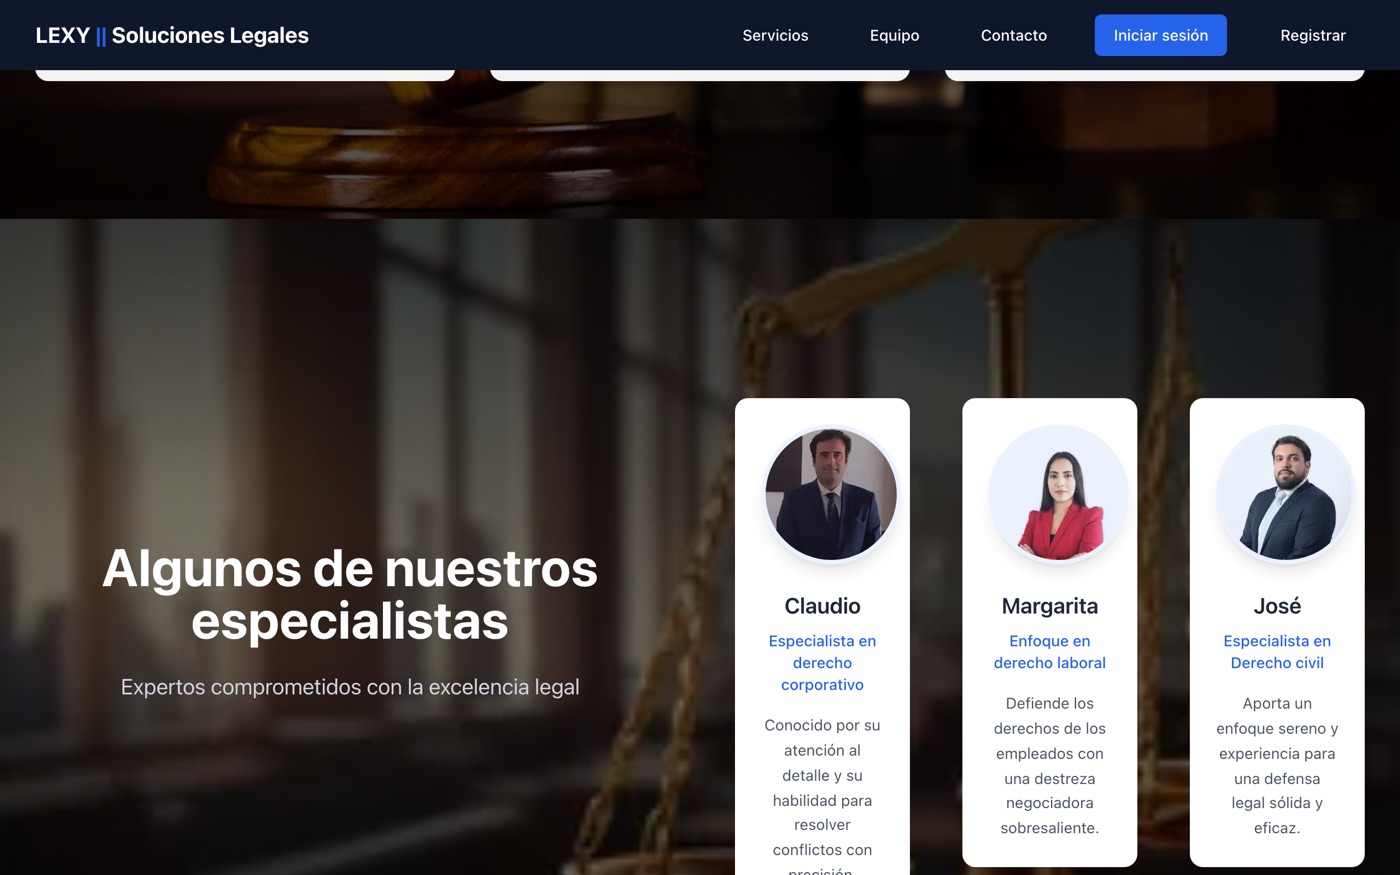 LEXY || Soluciones Legales
Servicios
Equipo
Contacto
Iniciar sesión
Registrar
Algunos de nuestros
especialistas
Expertos comprometidos con la excelencia legal
Claudio
Especialista en
derecho
corporativo
Conocido por su
atención al
detalle y su
habilidad para
resolver
conflictos con
precisión.
Margarita
Enfoque en
derecho laboral
Defiende los
derechos de los
empleados con
una destreza
negociadora
sobresaliente.
José
Especialista en
Derecho civil
Aporta un
enfoque sereno y
experiencia para
una defensa
legal sólida y
eficaz.